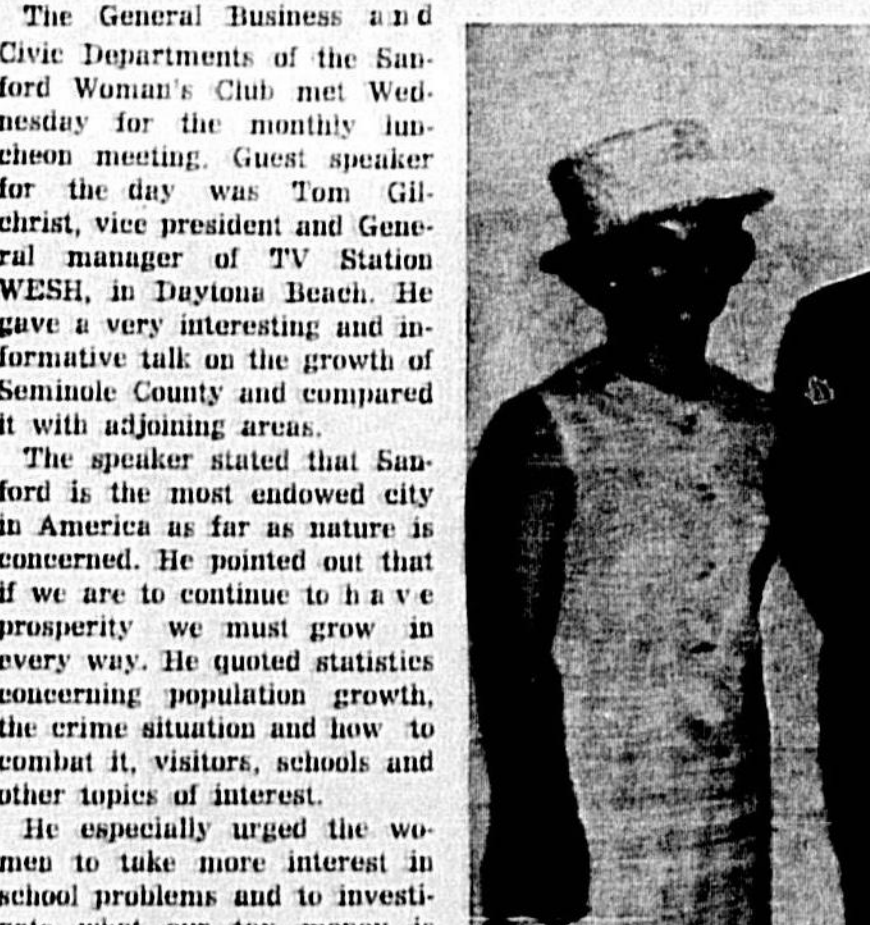 The General Business and
Civic Departments of the San-
ford Woman's Club met Wed-
nesday for the monthly lun-
cheon meeting. Guest speaker
for the day was Tom Gil-
christ, vice president and Gene-
ral manager of TV Station
WESH, in Daytona Beach. He
gave a very interesting and in-
formative talk on the growth of
Seminole County and compared
it with adjoining areas.
The speaker stated that San-
ford is the most endowed city
in America as far as nature is
concerned. He pointed out that
if we are to continue to have
prosperity we must grow in
every way. He quoted statistics
concerning population growth,
the crime situation and how to
combat it, visitors, schools and
other topics of interest.
He especially urged the wo-
men to take more interest in
school problems and to investi-
what our tax money is